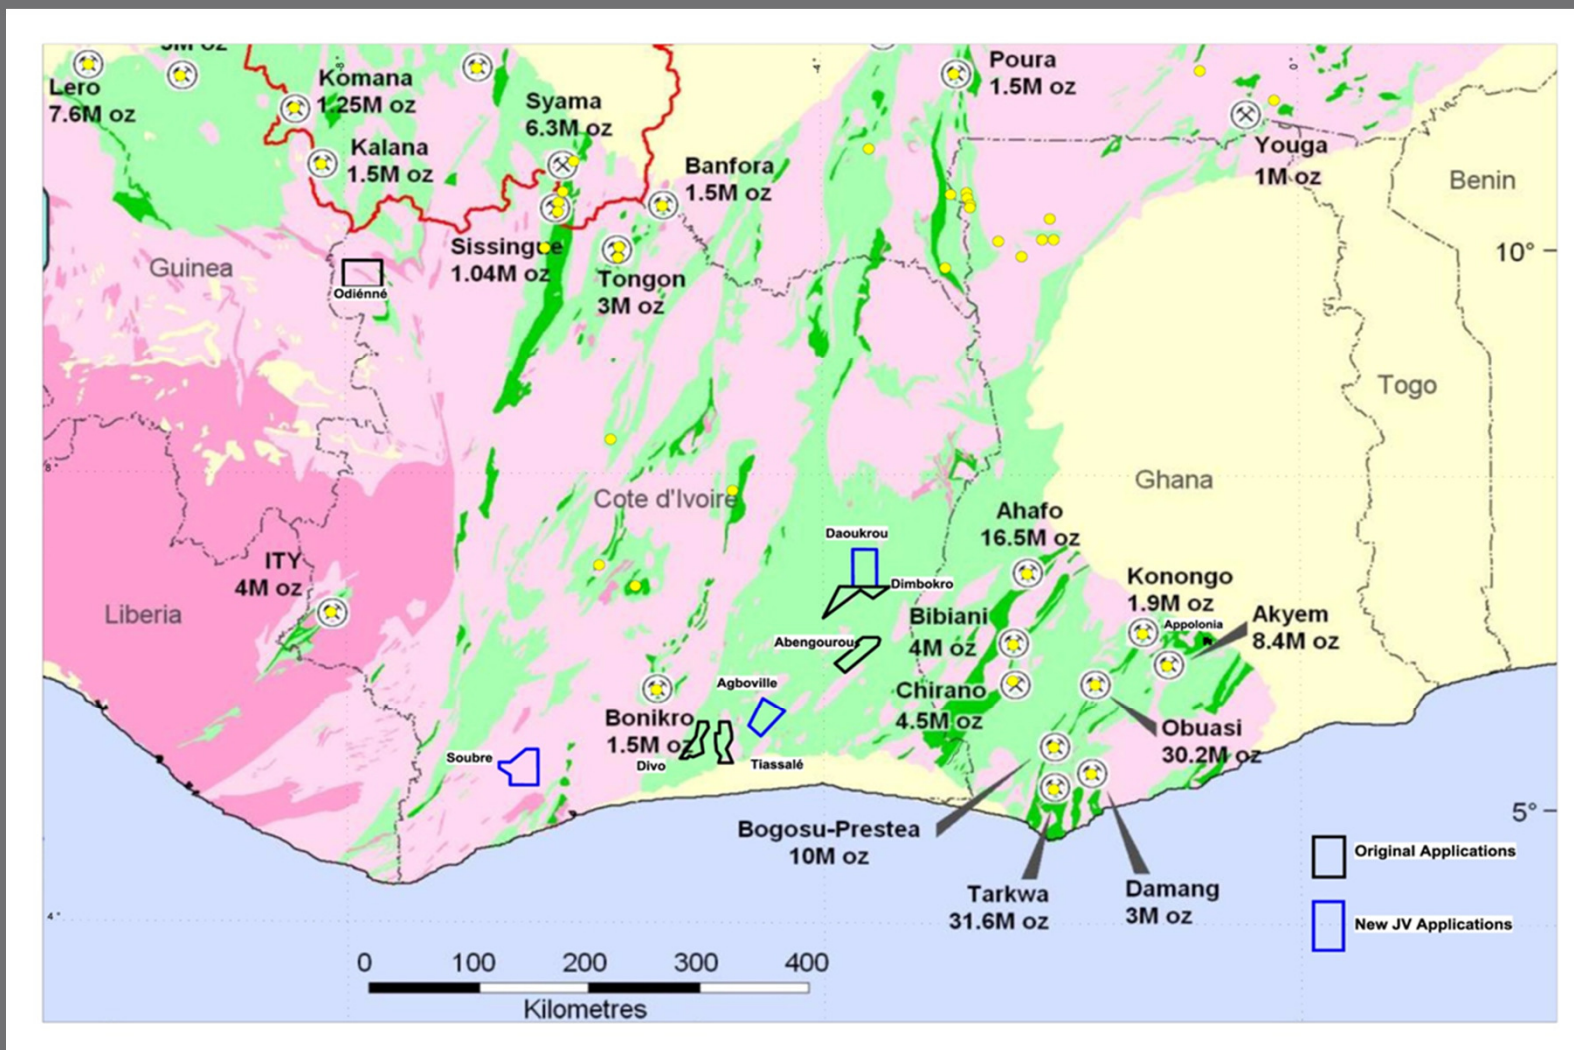 Lero
7.6M oz
Komana
1.25M oz
Kalana
1.5M oz
Syama
6.3M oz
Banfora
1.5M oz
Poura
1.5M oz
Youga
1M oz
Benin
10°
Guinea
Odiénné
Sissingue
1.04M oz
Tongon
3M oz
Togo
8°
Cote d'Ivoire
Ghana
Ahafo
16.5M oz
Daoukrou
Dimbokro
ITY
4M oz
Liberia
Konongo
1.9M oz
Appolonia
Akyem
8.4M oz
Bibiani
4M oz
Abengourou
Chirano
4.5M oz
Agboville
Bonikro
1.5M oz
Obuasi
30.2M oz
Soubre
Divo
Tiassalé
5°
Bogosu-Prestea
10M oz
Tarkwa
31.6M oz
Damang
3M oz
Original Applications
New JV Applications
4°
0 100 200 300 400
Kilometres